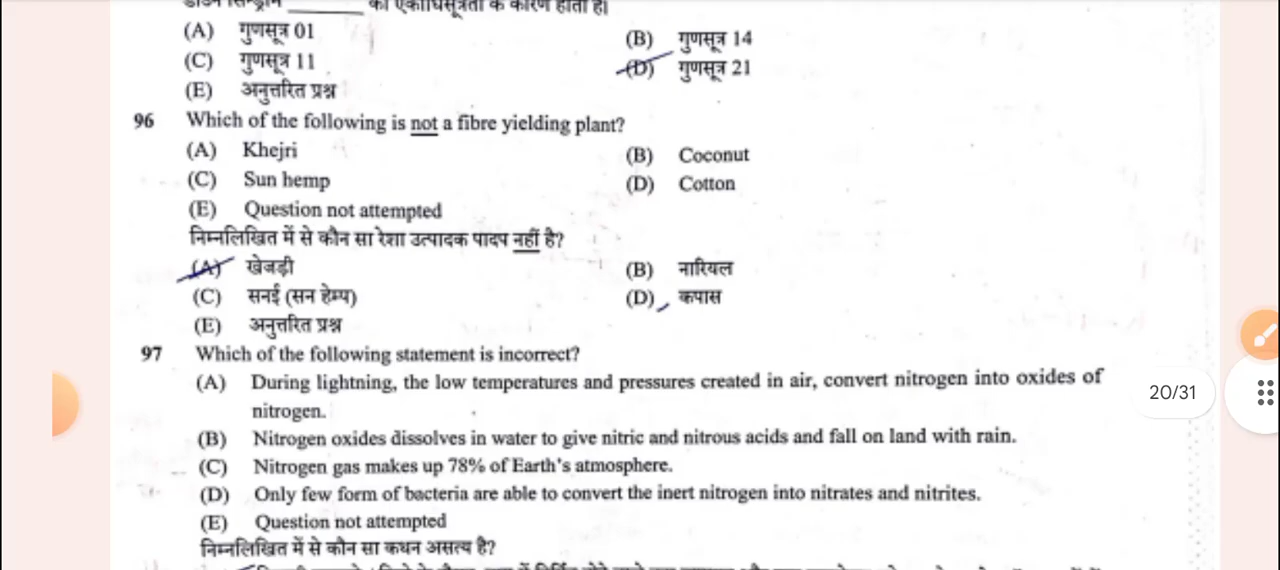 डाउन सिन्ड्रोम ________ की एकाधिसूत्रता के कारण होता है।
(A) गुणसूत्र 01 (B) गुणसूत्र 14
(C) गुणसूत्र 11 (D) गुणसूत्र 21
(E) अनुत्तरित प्रश्न
96 Which of the following is not a fibre yielding plant?
(A) Khejri (B) Coconut
(C) Sun hemp (D) Cotton
(E) Question not attempted
निम्नलिखित में से कौन सा रेशा उत्पादक पादप नहीं है?
(A) खेजड़ी (B) नारियल
(C) सनई (सन हेम्प) (D) कपास
(E) अनुत्तरित प्रश्न
97 Which of the following statement is incorrect?
(A) During lightning, the low temperatures and pressures created in air, convert nitrogen into oxides of
nitrogen.
(B) Nitrogen oxides dissolves in water to give nitric and nitrous acids and fall on land with rain.
(C) Nitrogen gas makes up 78% of Earth's atmosphere.
(D) Only few form of bacteria are able to convert the inert nitrogen into nitrates and nitrites.
(E) Question not attempted
निम्नलिखित में से कौन सा कथन असत्य है?
20/31